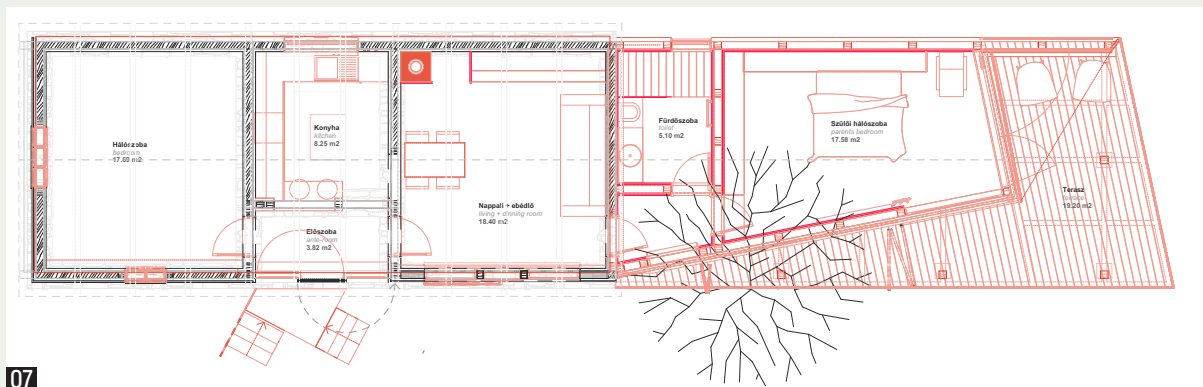 Hálószoba
bedroom
17.69 m2
Konyha
kitchen
8.25 m2
Előszoba
ante-room
3.82 m2
Nappali + ebédlő
living + dinning room
18.40 m2
Fürdőszoba
toilet
5.10 m2
Szülői hálószoba
parents bedroom
17.58 m2
Terasz
terrace
19.20 m2
07